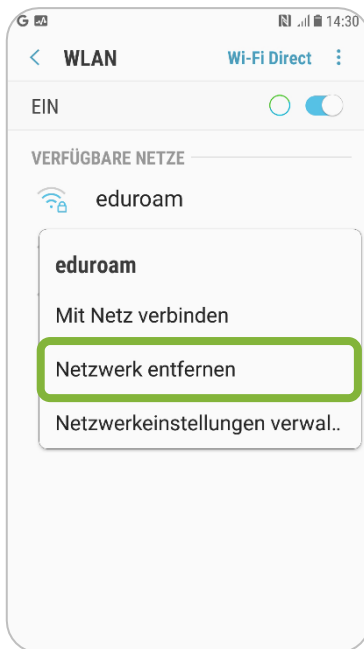 G 14:30
WLAN Wi-Fi Direct
EIN
VERFÜGBARE NETZE
eduroam
eduroam
Mit Netz verbinden
Netzwerk entfernen
Netzwerkeinstellungen verwal..